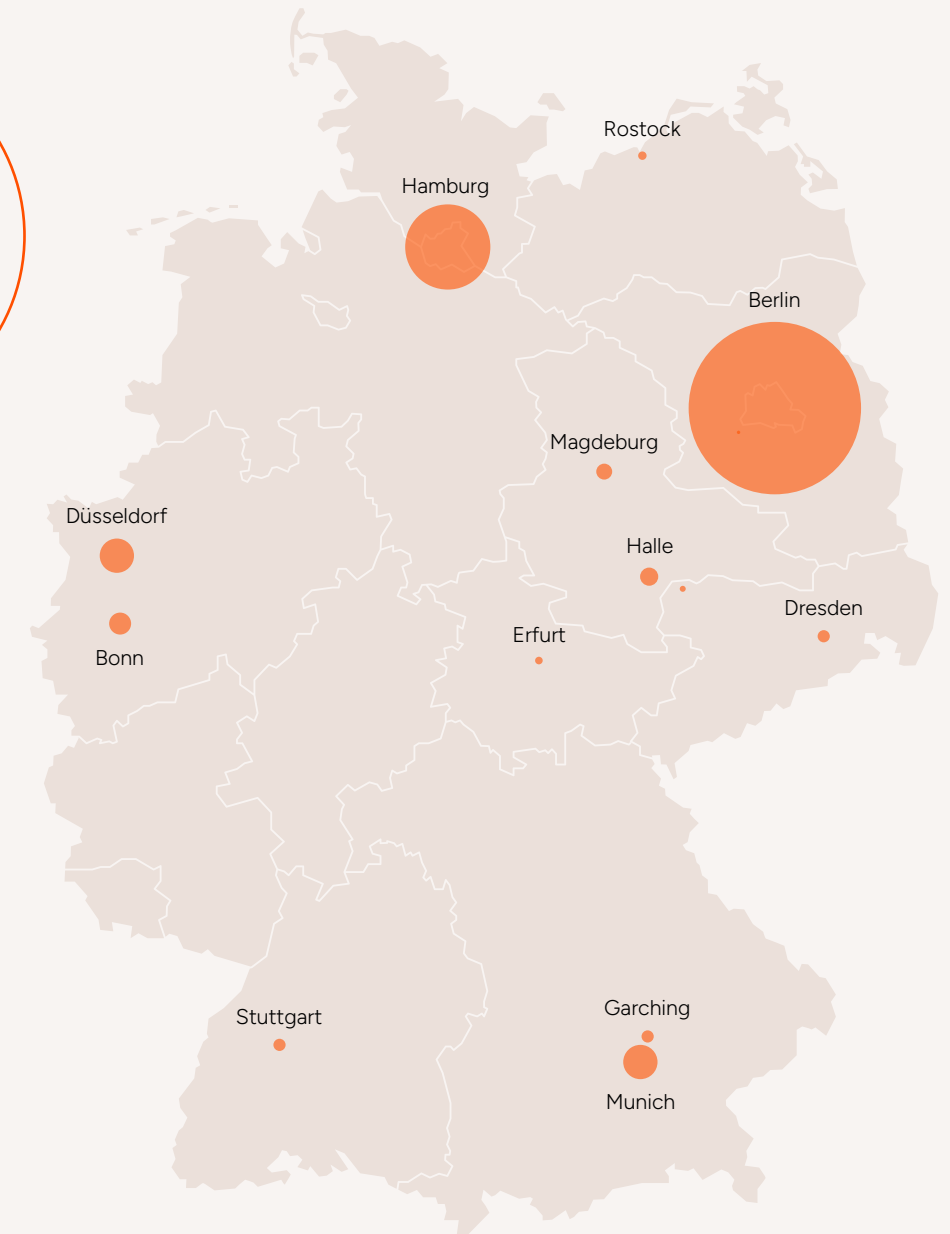 Rostock
Hamburg
Berlin
Magdeburg
Düsseldorf
Halle
Dresden
Erfurt
Bonn
Garching
Stuttgart
Munich